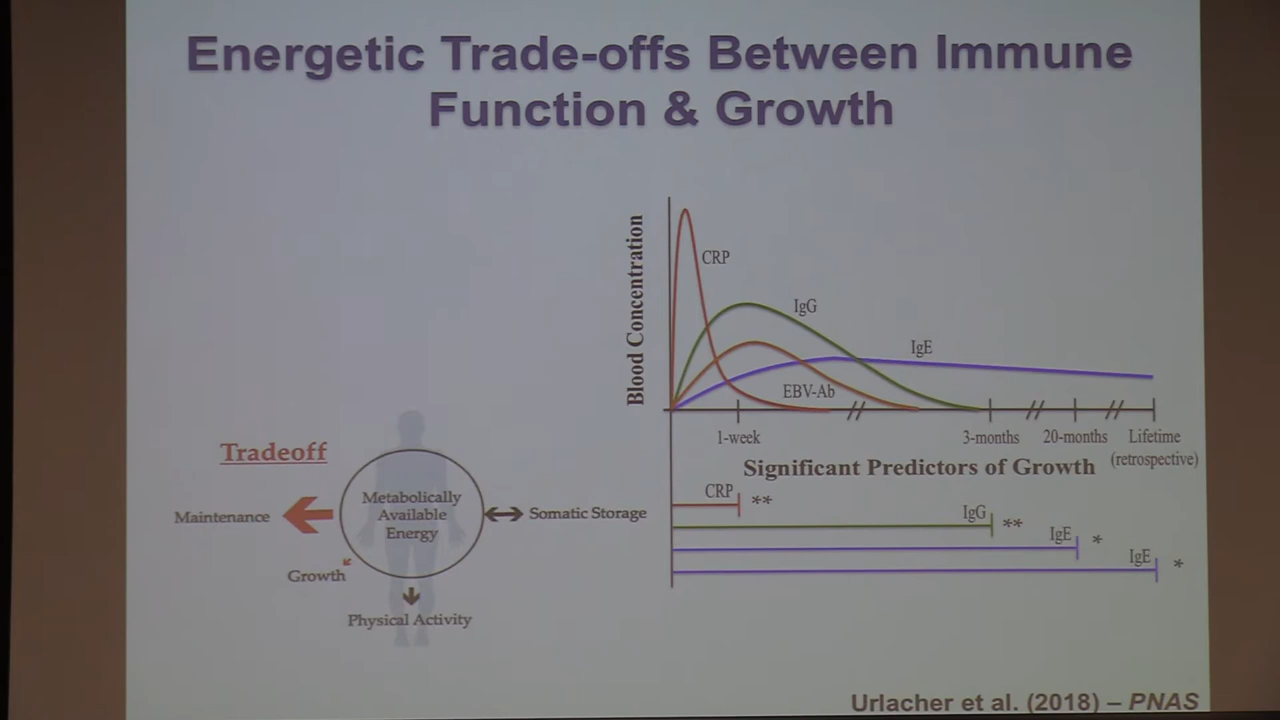 Energetic Trade-offs Between Immune
Function & Growth
Blood Concentration
CRP
IgG
IgE
EBV-Ab
1-week
3-months
20-months
Lifetime
(retrospective)
Significant Predictors of Growth
CRP
**
IgG
**
IgE
*
IgE
*
Tradeoff
Maintenance
Metabolically
Available
Energy
Somatic Storage
Growth
Physical Activity
Urlacher et al. (2018) – PNAS